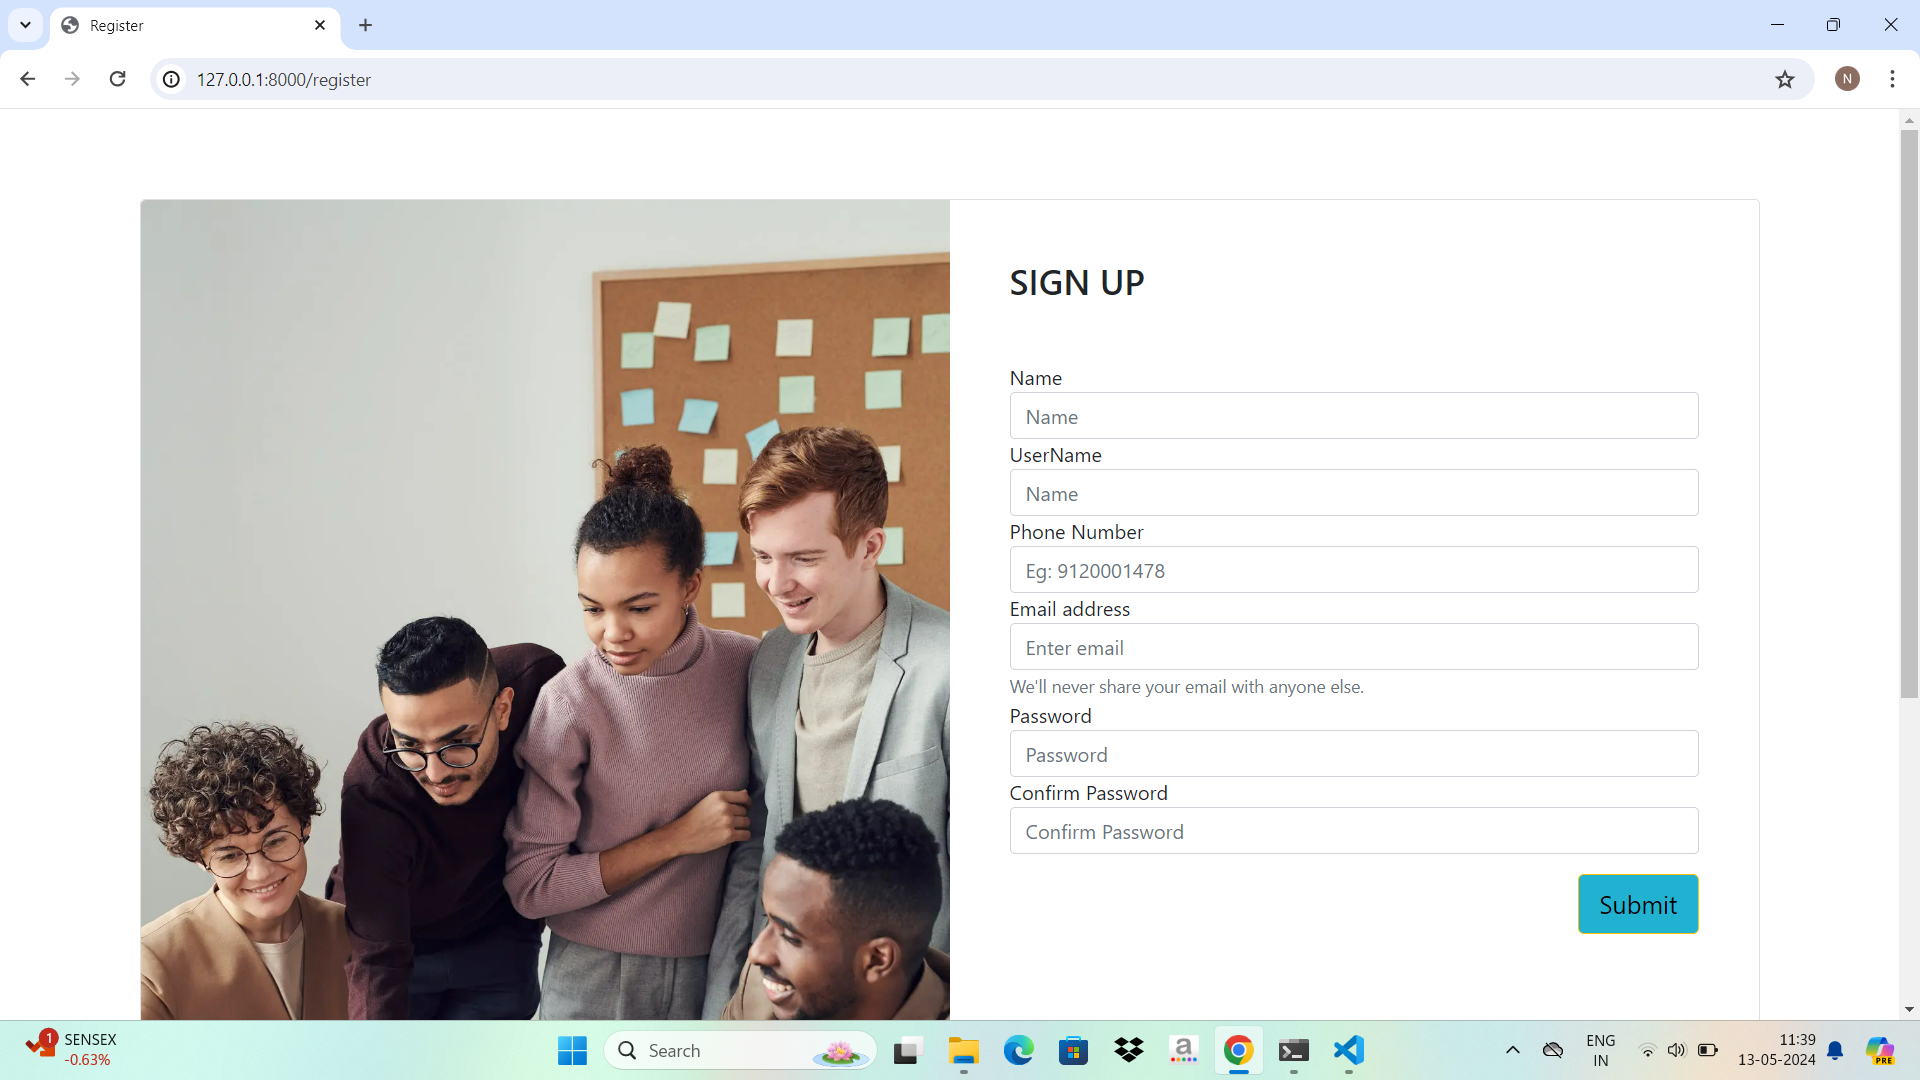 Register
127.0.0.1:8000/register
N
SIGN UP
Name
Name
UserName
Name
Phone Number
Eg: 9120001478
Email address
Enter email
We'll never share your email with anyone else.
Password
Password
Confirm Password
Confirm Password
Submit
1
SENSEX
-0.63%
Search
a
ENG
IN
11:39
13-05-2024
PRE